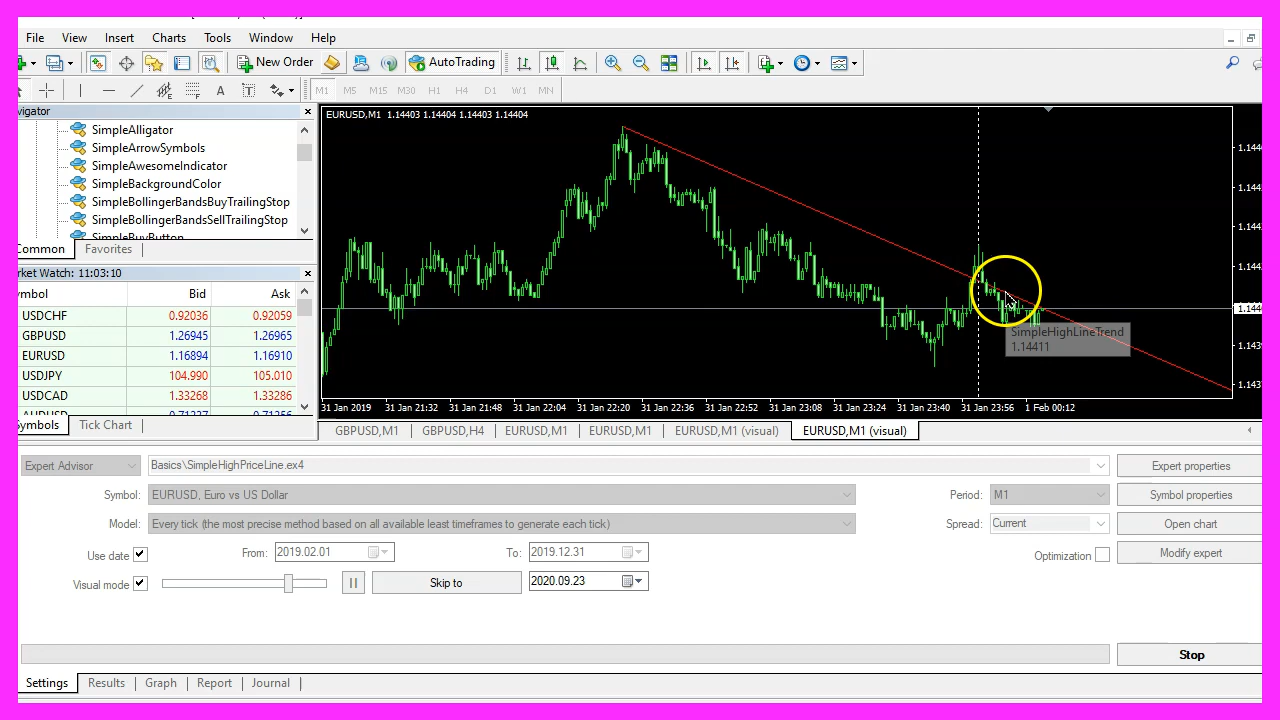 File View Insert Charts Tools Window Help
New Order AutoTrading
A T M1 M5 M15 M30 H1 H4 D1 W1 MN
vigator
SimpleAlligator
SimpleArrowSymbols
SimpleAwesomeIndicator
SimpleBackgroundColor
SimpleBollingerBandsBuyTrailingStop
SimpleBollingerBandsSellTrailingStop
SimpleBuyButton
Common Favorites
rket Watch: 11:03:10
ymbol Bid Ask
USDCHF 0.92036 0.92059
GBPUSD 1.26945 1.26965
EURUSD 1.16894 1.16910
USDJPY 104.990 105.010
USDCAD 1.33268 1.33286
AUDUSD 0.71237 0.71256
ymbols Tick Chart
EURUSD,M1 1.14403 1.14404 1.14403 1.14404
SimpleHighLineTrend
1.14411
31 Jan 2019 31 Jan 21:32 31 Jan 21:48 31 Jan 22:04 31 Jan 22:20 31 Jan 22:36 31 Jan 22:52 31 Jan 23:08 31 Jan 23:24 31 Jan 23:40 31 Jan 23:56 1 Feb 00:12
GBPUSD,M1 GBPUSD,H4 EURUSD,M1 EURUSD,M1 EURUSD,M1 (visual) EURUSD,M1 (visual)
Expert Advisor Basics\SimpleHighPriceLine.ex4 Expert properties
Symbol: EURUSD, Euro vs US Dollar Period: M1 Symbol properties
Model: Every tick (the most precise method based on all available least timeframes to generate each tick) Spread: Current Open chart
Use date From: 2019.02.01 To: 2019.12.31 Optimization Modify expert
Visual mode Skip to 2020.09.23
Stop
Settings Results Graph Report Journal